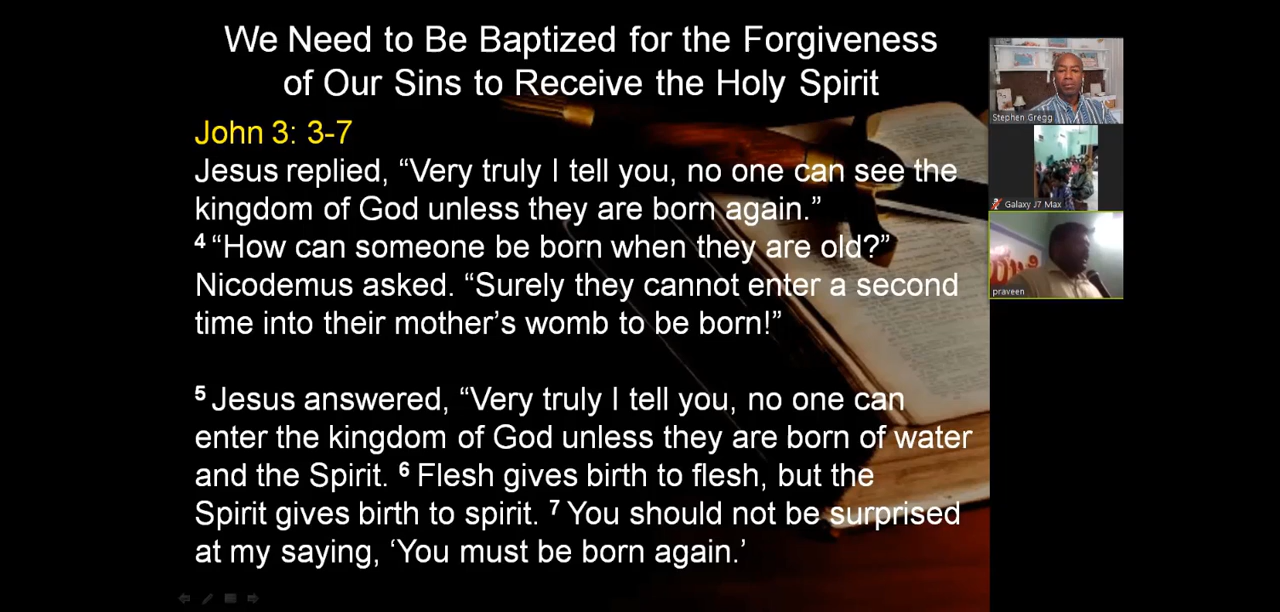 We Need to Be Baptized for the Forgiveness
of Our Sins to Receive the Holy Spirit
John 3: 3-7
Jesus replied, “Very truly I tell you, no one can see the
kingdom of God unless they are born again.”
4 “How can someone be born when they are old?”
Nicodemus asked. “Surely they cannot enter a second
time into their mother’s womb to be born!”
5 Jesus answered, “Very truly I tell you, no one can
enter the kingdom of God unless they are born of water
and the Spirit. 6 Flesh gives birth to flesh, but the
Spirit gives birth to spirit. 7 You should not be surprised
at my saying, ‘You must be born again.’
Stephen Gregg
Galaxy J7 Max
praveen